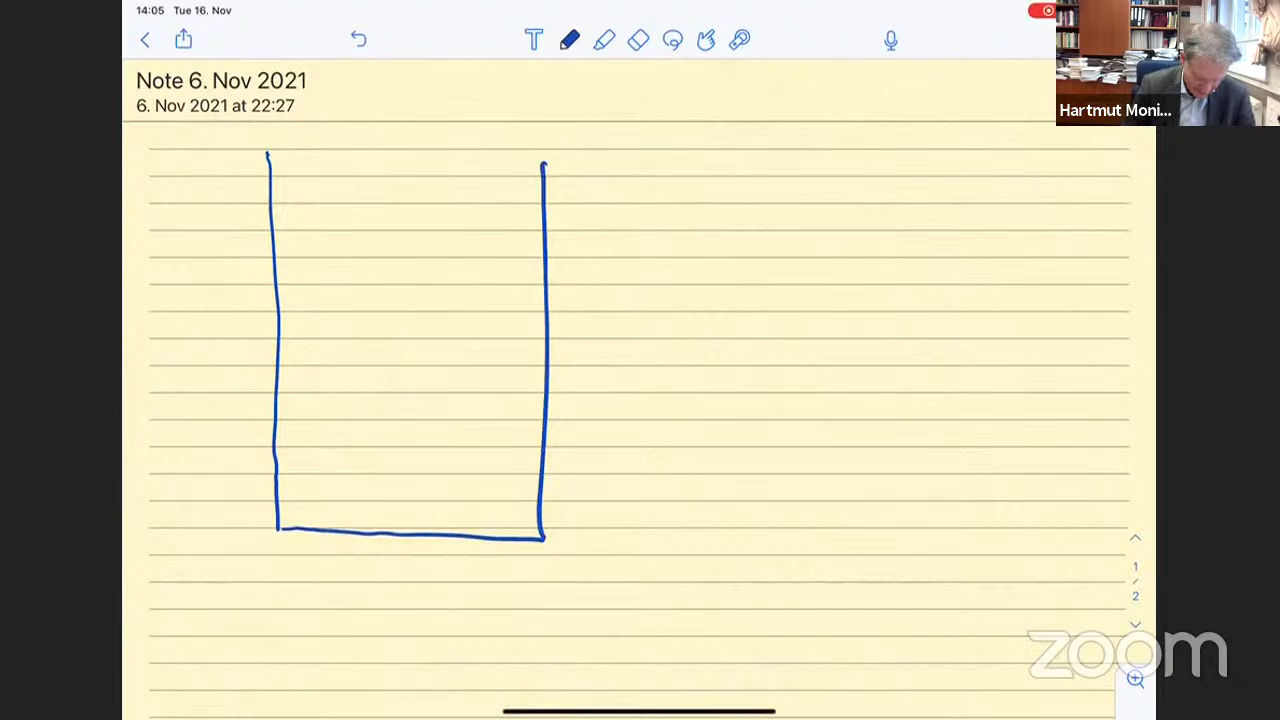 14:05 Tue 16. Nov
T
Note 6. Nov 2021
6. Nov 2021 at 22:27
Hartmut Moni...
1
/
2
zoom